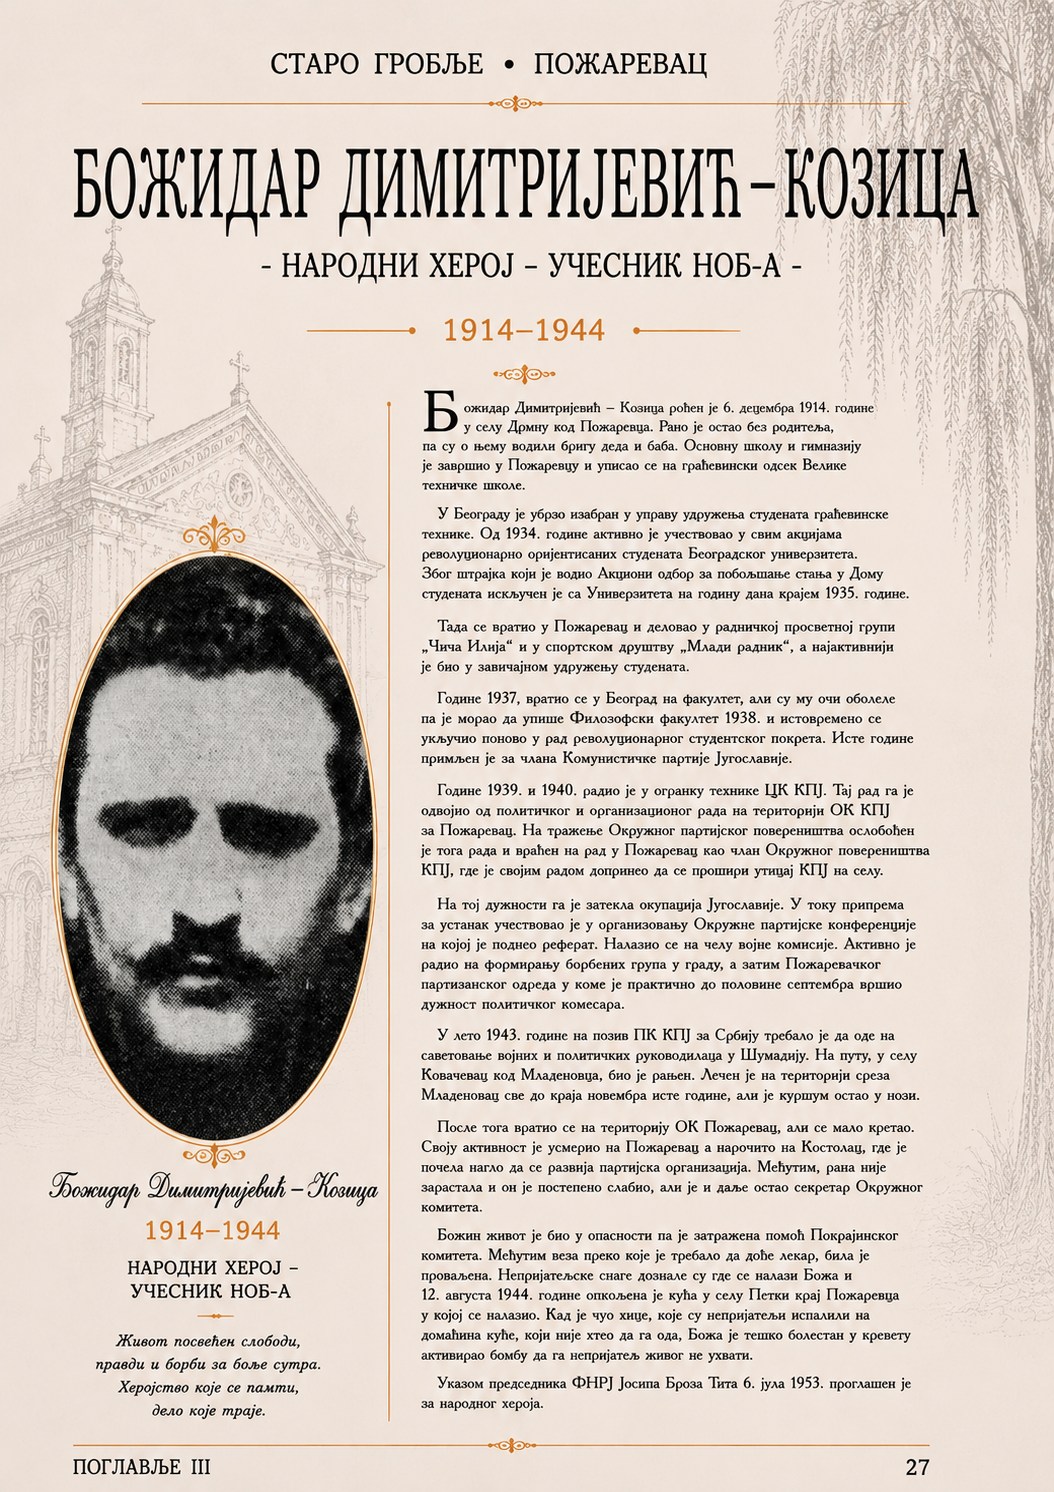 СТАРО ГРОБЉЕ • ПОЖАРЕВАЦ
БОЖИДАР ДИМИТРИЈЕВИЋ – КОЗИЦА
- НАРОДНИ ХЕРОЈ – УЧЕСНИК НОБ-А -
1914–1944
Божидар Димитријевић – Козица рођен је 6. децембра 1914. године
у селу Дрмну код Пожаревца. Рано је остао без родитеља,
па су о њему водили бригу деда и баба. Основну школу и гимназију
је завршио у Пожаревцу и уписао се на грађевински одсек Велике
техничке школе.
У Београду је убрзо изабран у управу удружења студената грађевинске
технике. Од 1934. године активно је учествовао у свим акцијама
револуционарно оријентисаних студената Београдског универзитета.
Због штрајка који је водио Акциони одбор за побољшање стања у Дому
студената искључен је са Универзитета на годину дана крајем 1935. године.
Тада се вратио у Пожаревац и деловао у радничкој просветној групи
„Чича Илија“ и у спортском друштву „Млади радник“, а најактивнији
је био у завичајном удружењу студената.
Године 1937, вратио се у Београд на факултет, али су му очи оболеле
па је морао да упише Филозофски факултет 1938. и истовремено се
укључио поново у рад револуционарног студентског покрета. Исте године
примљен је за члана Комунистичке партије Југославије.
Године 1939. и 1940. радио је у огранку технике ЦК КПЈ. Тај рад га је
одвојио од политичког и организационог рада на територији ОК КПЈ
за Пожаревац. На тражење Окружног партијског повереништва ослобођен
је тога рада и враћен на рад у Пожаревац као члан Окружног повереништва
КПЈ, где је својим радом допринео да се прошири утицај КПЈ на селу.
На тој дужности га је затекла окупација Југославије. У току припрема
за устанак учествовао је у организовању Окружне партијске конференције
на којој је поднео реферат. Налазио се на челу војне комисије. Активно је
радио на формирању борбених група у граду, а затим Пожаревачког
партизанског одреда у коме је практично до половине септембра вршио
дужност политичког комесара.
У лето 1943. године на позив ПК КПЈ за Србију требало је да оде на
саветовање војних и политичких руководилаца у Шумадију. На путу, у селу
Ковачевац код Младеновца, био је рањен. Лечен је на територији среза
Младеновац све до краја новембра исте године, али је куршум остао у нози.
После тога вратио се на територију ОК Пожаревац, али се мало кретао.
Своју активност је усмерио на Пожаревац а нарочито на Костолац, где је
почела нагло да се развија партијска организација. Међутим, рана није
зарастала и он је постепено слабио, али је и даље остао секретар Окружног
комитета.
Божин живот је био у опасности па је затражена помоћ Покрајинског
комитета. Међутим веза преко које је требало да дође лекар, била је
проваљена. Непријатељске снаге дознале су где се налази Божа и
12. августа 1944. године опкољена је кућа у селу Петки крај Пожаревца
у којој се налазио. Кад је чуо хице, које су непријатељи испалили на
домаћина куће, који није хтео да га ода, Божа је тешко болестан у кревету
активирао бомбу да га непријатељ живог не ухвати.
Указом председника ФНРЈ Јосипа Броза Тита 6. јула 1953. проглашен је
за народног хероја.
Божидар Димитријевић – Козица
1914–1944
НАРОДНИ ХЕРОЈ –
УЧЕСНИК НОБ-А
Живот посвећен слободи,
правди и борби за боље сутра.
Херојство које се памти,
дело које траје.
ПОГЛАВЉЕ III
27